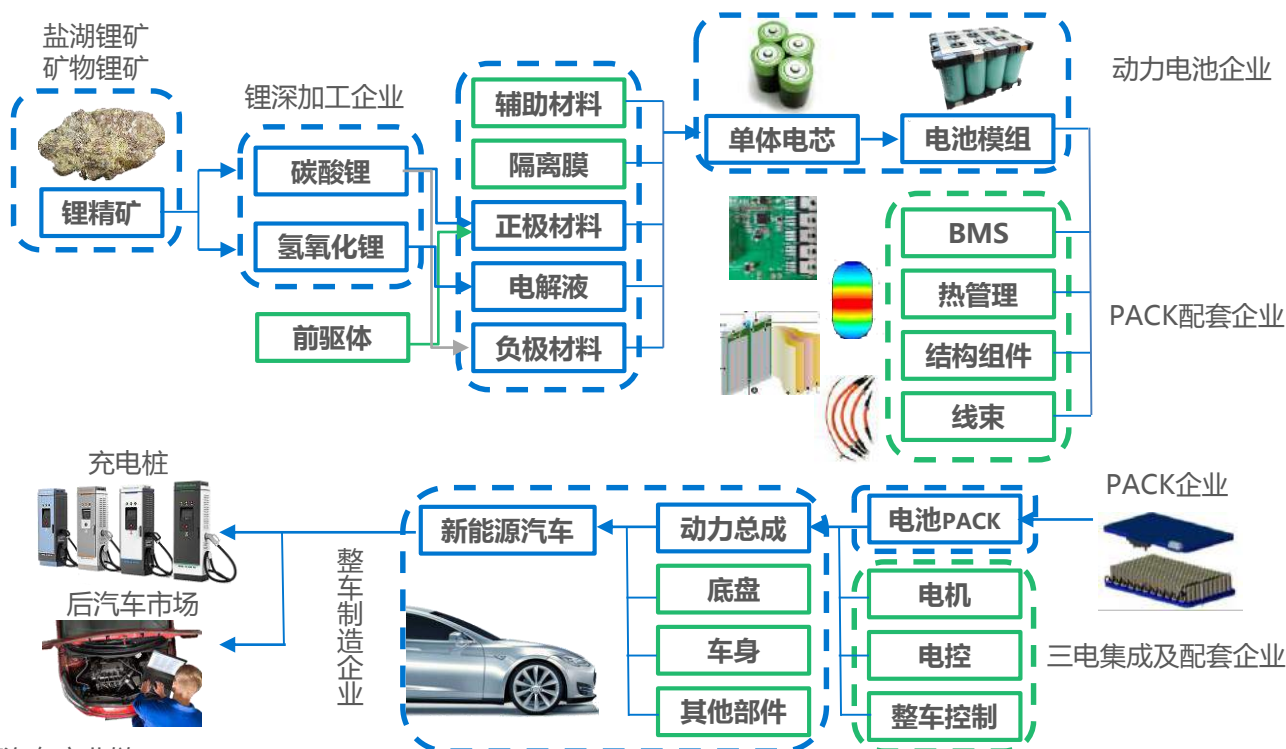 盐湖锂矿
矿物锂矿
锂精矿
锂深加工企业
碳酸锂
氢氧化锂
前驱体
辅助材料
隔离膜
正极材料
电解液
负极材料
单体电芯
电池模组
动力电池企业
BMS
热管理
结构组件
线束
PACK配套企业
PACK企业
电池PACK
电机
电控
整车控制
三电集成及配套企业
动力总成
底盘
车身
其他部件
新能源汽车
整车制造企业
充电桩
后汽车市场